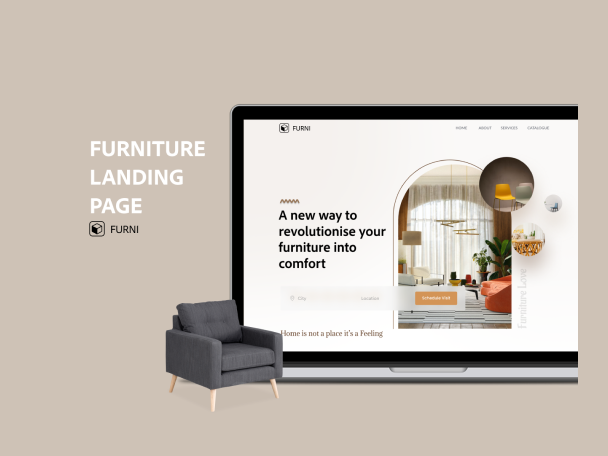 FURNITURE
LANDING
PAGE
FURNI
FURNI
HOME ABOUT SERVICES CATALOGUE
A new way to
revolutionise your
furniture into
comfort
City Location Schedule Visit
Home is not a place it's a Feeling
Furniture Love